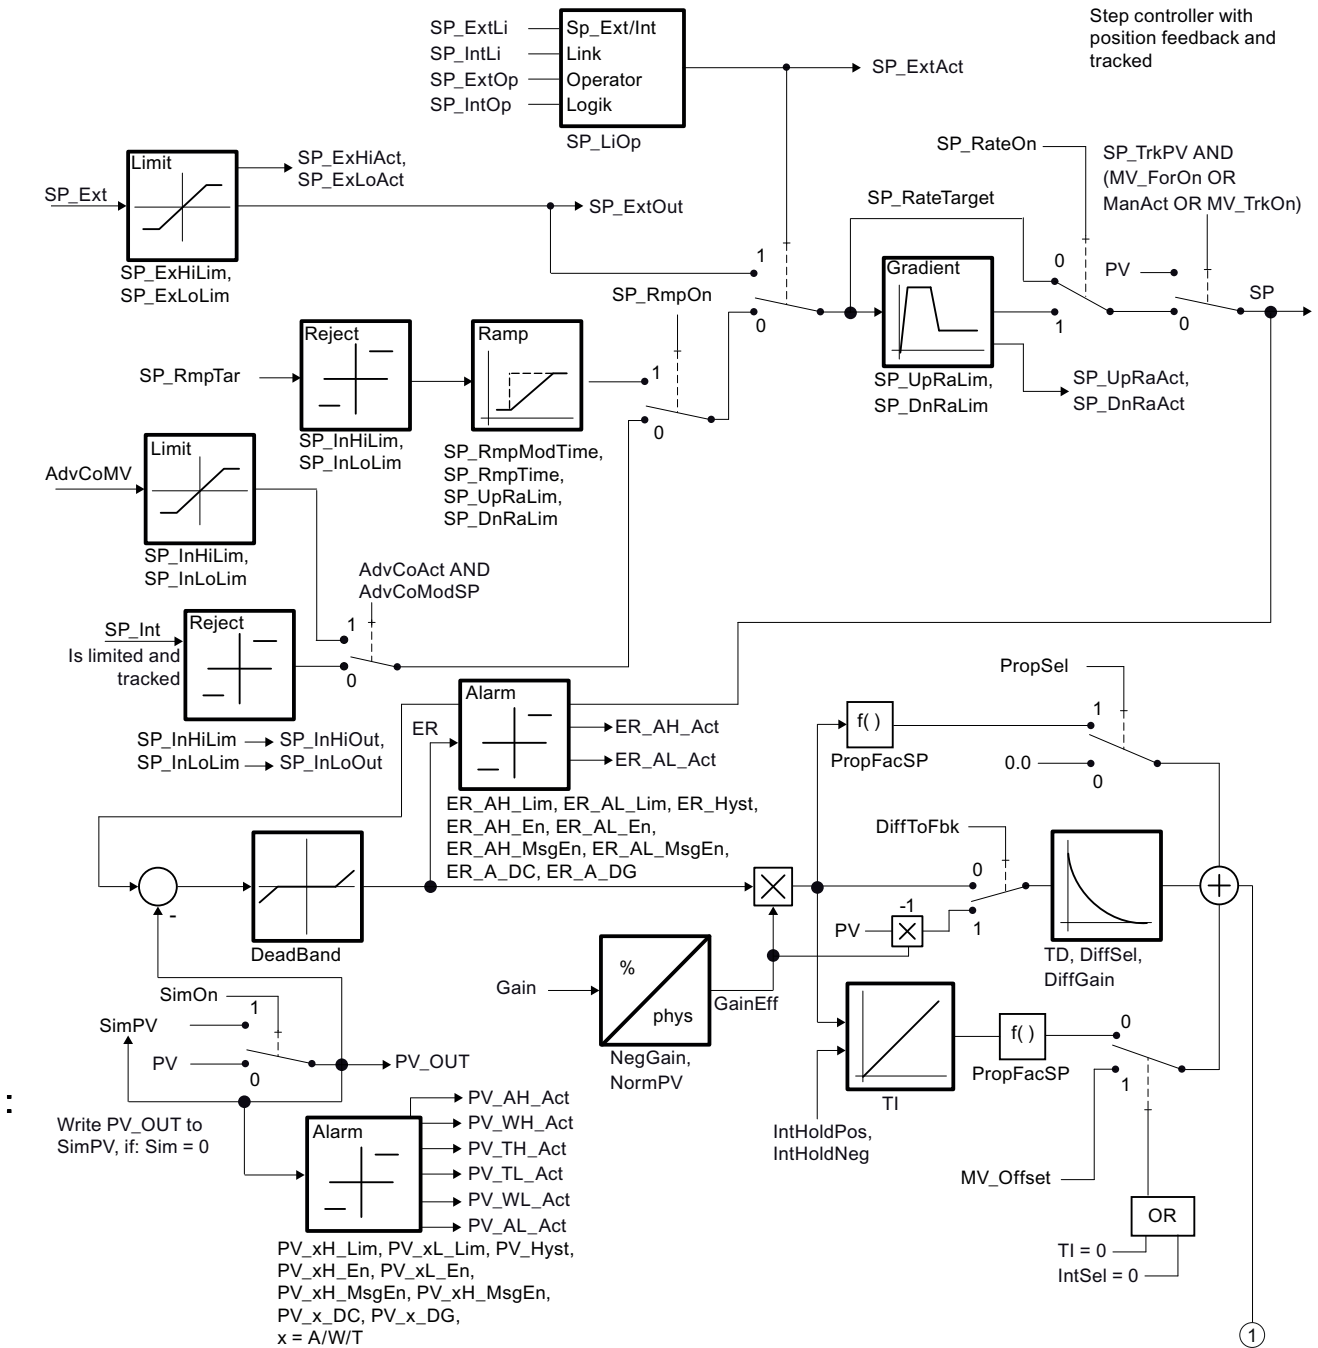 Step controller with
position feedback and
tracked
SP_ExtLi
SP_IntLi
SP_ExtOp
SP_IntOp
Sp_Ext/Int
Link
Operator
Logik
SP_LiOp
SP_ExtAct
SP_Ext
Limit
SP_ExHiLim,
SP_ExLoLim
SP_ExHiAct,
SP_ExLoAct
SP_ExtOut
SP_RateOn
SP_TrkPV AND
(MV_ForOn OR
ManAct OR MV_TrkOn)
SP_RateTarget
1
0
Gradient
SP_UpRaLim,
SP_DnRaLim
0
1
PV
0
SP
SP_UpRaAct,
SP_DnRaAct
SP_RmpOn
SP_RmpTar
Reject
SP_InHiLim,
SP_InLoLim
Ramp
SP_RmpModTime,
SP_RmpTime,
SP_UpRaLim,
SP_DnRaLim
1
0
AdvCoMV
Limit
SP_InHiLim,
SP_InLoLim
AdvCoAct AND
AdvCoModSP
1
0
SP_Int
Is limited and
tracked
Reject
SP_InHiLim
SP_InHiOut,
SP_InLoLim
SP_InLoOut
ER
Alarm
ER_AH_Act
ER_AL_Act
ER_AH_Lim, ER_AL_Lim, ER_Hyst,
ER_AH_En, ER_AL_En,
ER_AH_MsgEn, ER_AL_MsgEn,
ER_A_DC, ER_A_DG
PropSel
f( )
PropFacSP
1
0.0
0
DiffToFbk
0
1
-1
PV
TD, DiffSel,
DiffGain
+
-
DeadBand
Gain
%
phys
NegGain,
NormPV
GainEff
TI
IntHoldPos,
IntHoldNeg
f( )
PropFacSP
0
1
MV_Offset
OR
TI = 0
IntSel = 0
1
SimOn
SimPV
1
PV
0
PV_OUT
:
Write PV_OUT to
SimPV, if: Sim = 0
Alarm
PV_AH_Act
PV_WH_Act
PV_TH_Act
PV_TL_Act
PV_WL_Act
PV_AL_Act
PV_xH_Lim, PV_xL_Lim, PV_Hyst,
PV_xH_En, PV_xL_En,
PV_xH_MsgEn, PV_xH_MsgEn,
PV_x_DC, PV_x_DG,
x = A/W/T